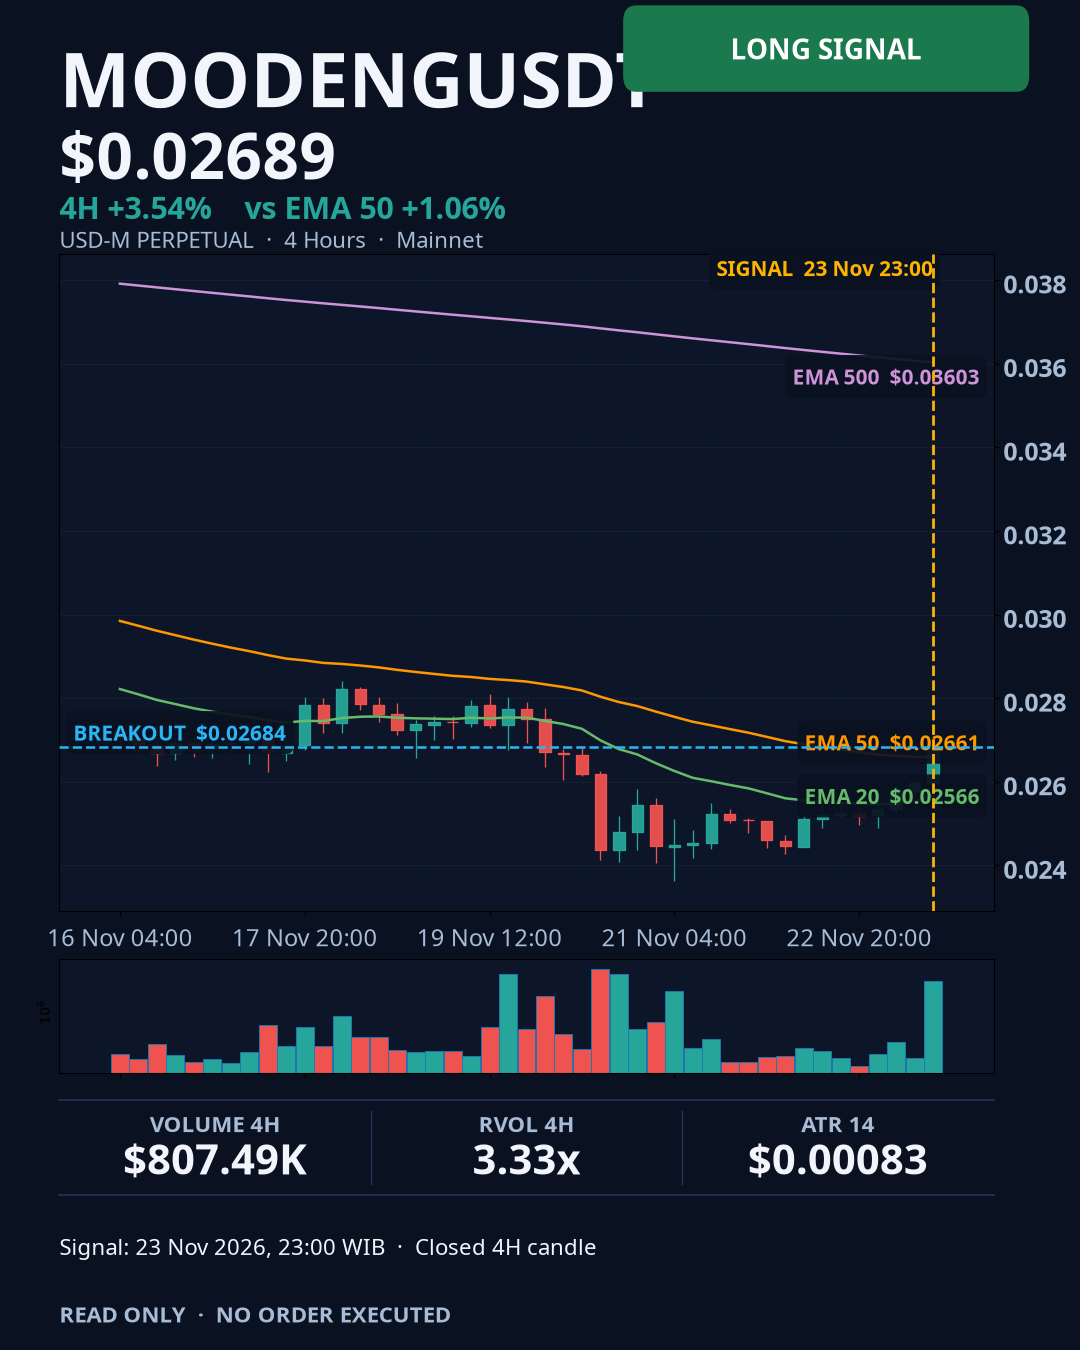 LONG SIGNAL
MOODENGUSDT
$0.02689
4H +3.54% vs EMA 50 +1.06%
USD-M PERPETUAL · 4 Hours · Mainnet
SIGNAL 23 Nov 23:00
0.038
EMA 500 $0.03603
0.036
0.034
0.032
0.030
0.028
BREAKOUT $0.02684
EMA 50 $0.02661
0.026
EMA 20 $0.02566
0.024
16 Nov 04:00 17 Nov 20:00 19 Nov 12:00 21 Nov 04:00 22 Nov 20:00
10⁶
VOLUME 4H RVOL 4H ATR 14
$807.49K 3.33x $0.00083
Signal: 23 Nov 2026, 23:00 WIB · Closed 4H candle
READ ONLY · NO ORDER EXECUTED